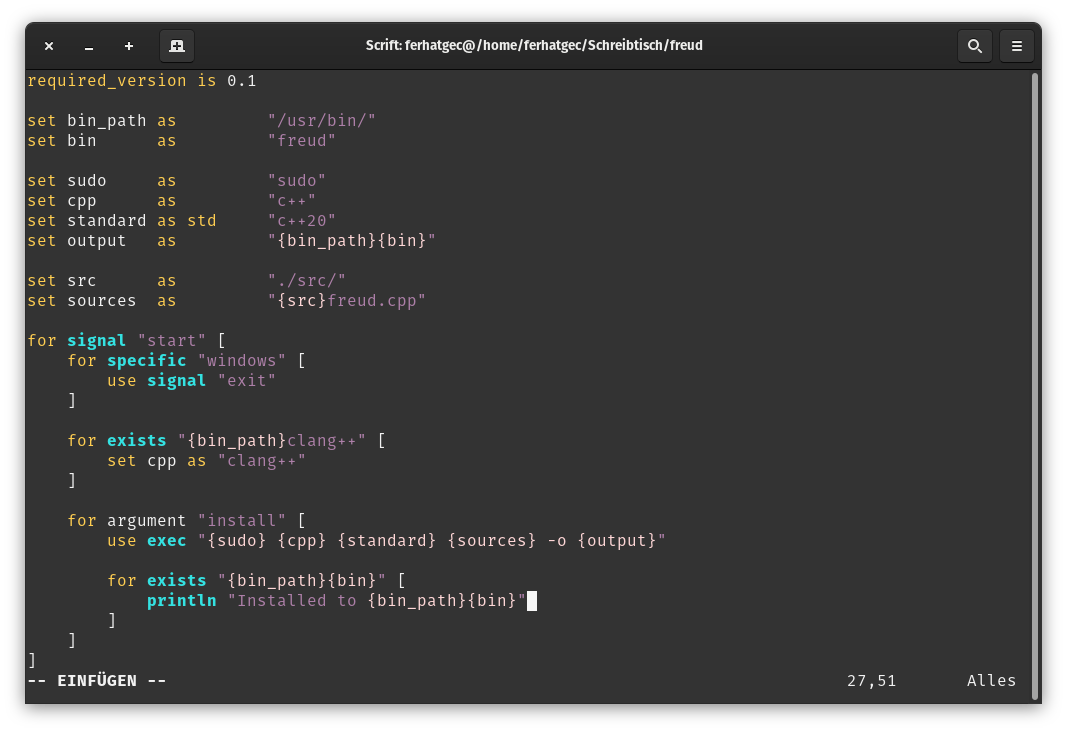 Scrift: ferhatgec@/home/ferhatgec/Schreibtisch/freud
required_version is 0.1
set bin_path as         "/usr/bin/"
set bin      as         "freud"
set sudo     as         "sudo"
set cpp      as         "c++"
set standard as std     "c++20"
set output   as         "{bin_path}{bin}"
set src      as         "./src/"
set sources  as         "{src}freud.cpp"
for signal "start" [
    for specific "windows" [
        use signal "exit"
    ]
    for exists "{bin_path}clang++" [
        set cpp as "clang++"
    ]
    for argument "install" [
        use exec "{sudo} {cpp} {standard} {sources} -o {output}"
        for exists "{bin_path}{bin}" [
            println "Installed to {bin_path}{bin}"
        ]
    ]
]
-- EINFÜGEN --                                                                    27,51       Alles